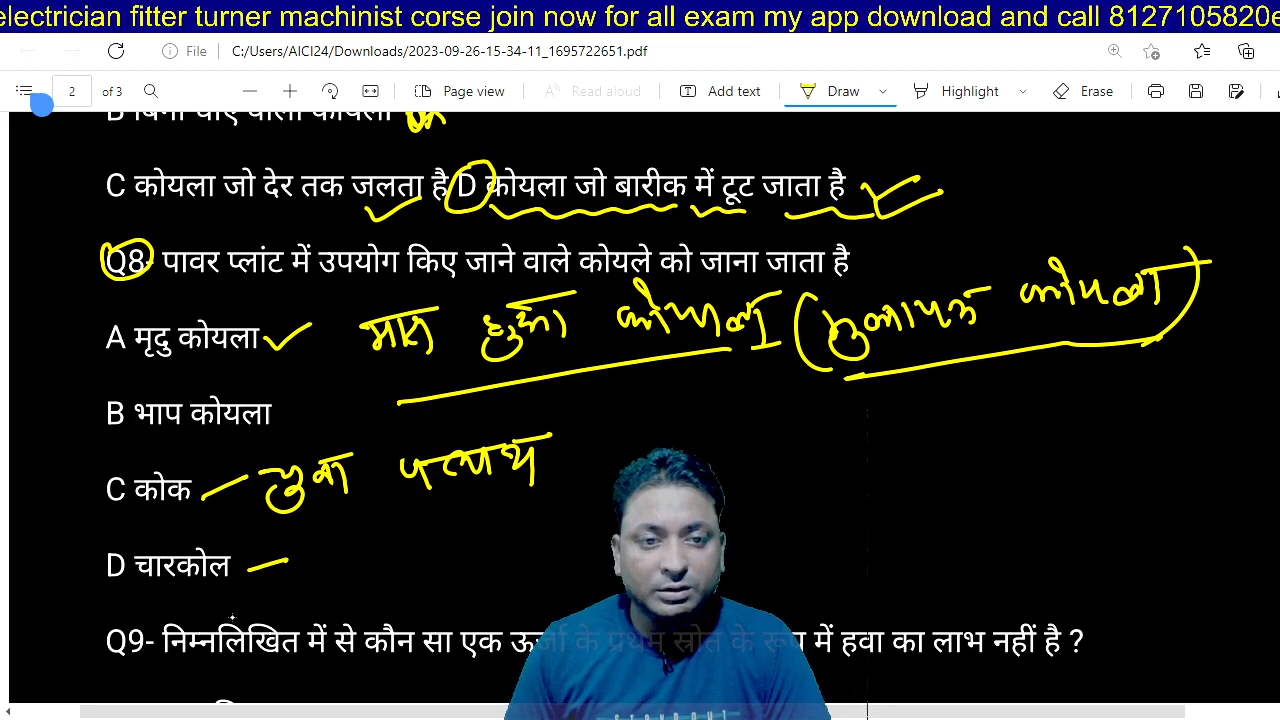 electrician fitter turner machinist corse join now for all exam my app download and call 8127105820
File C:/Users/AICI24/Downloads/2023-09-26-15-34-11_1695722651.pdf
2 of 3 Page view Read aloud Add text Draw Highlight Erase
C कोयला जो देर तक जलता है D कोयला जो बारीक में टूट जाता है
Q8- पावर प्लांट में उपयोग किए जाने वाले कोयले को जाना जाता है
A मृदु कोयला
B भाप कोयला
C कोक
D चारकोल
Q9- निम्नलिखित में से कौन सा एक ऊर्जा के प्रथम स्रोत के रूप में हवा का लाभ नहीं है ?